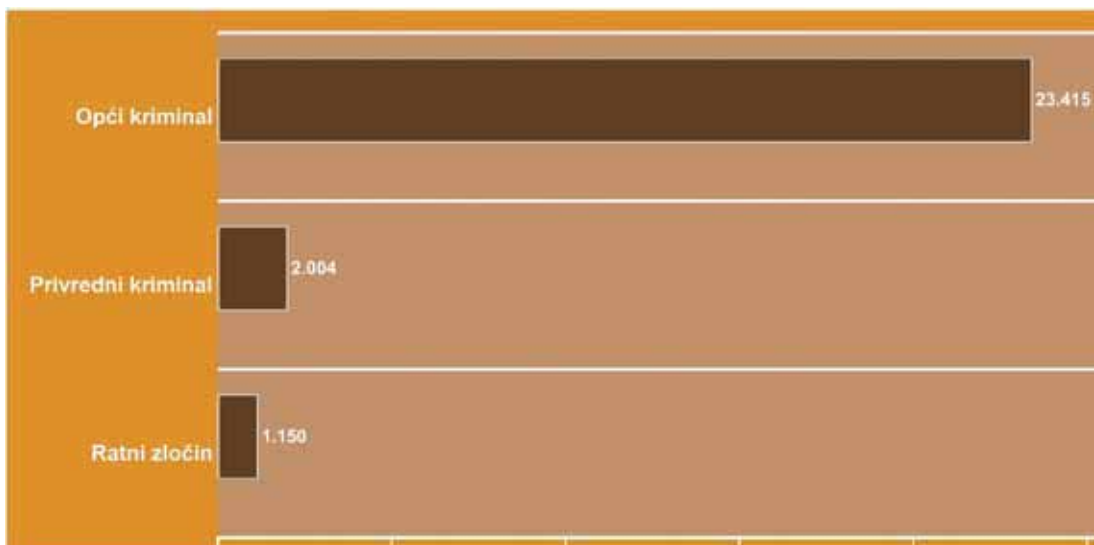 Opći kriminal
23.415
Privredni kriminal
2.004
Ratni zločin
1.150